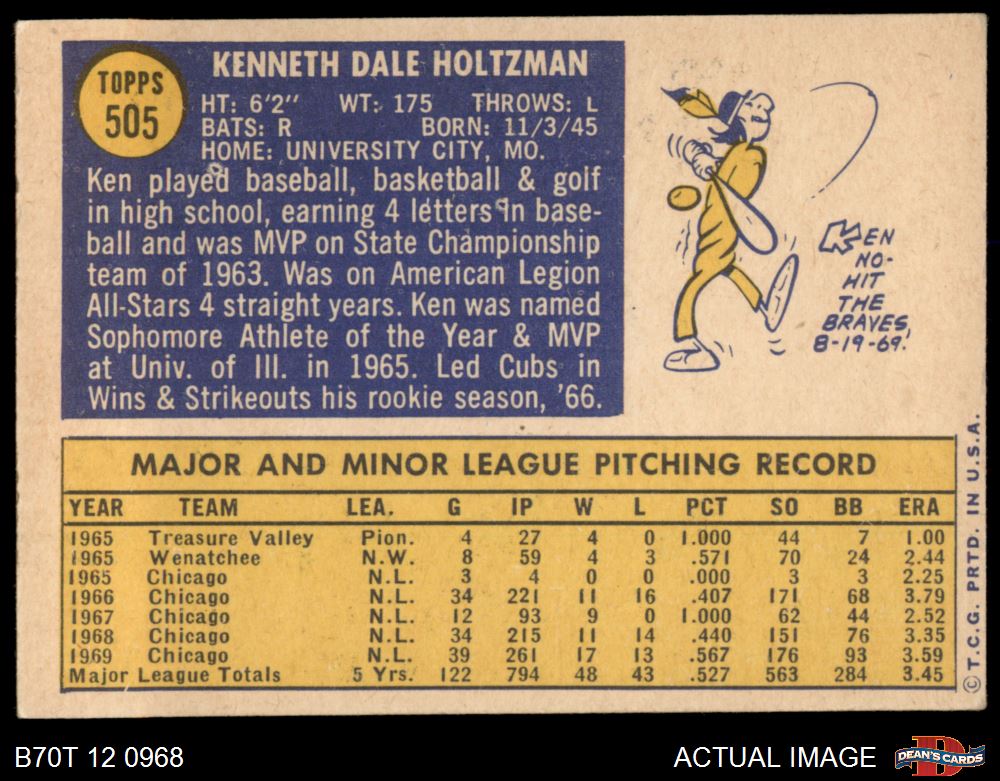 TOPPS
505
KENNETH DALE HOLTZMAN
HT: 6'2" WT: 175 THROWS: L
BATS: R BORN: 11/3/45
HOME: UNIVERSITY CITY, MO.
Ken played baseball, basketball & golf
in high school, earning 4 letters in base-
ball and was MVP on State Championship
team of 1963. Was on American Legion
All-Stars 4 straight years. Ken was named
Sophomore Athlete of the Year & MVP
at Univ. of Ill. in 1965. Led Cubs in
Wins & Strikeouts his rookie season, '66.
KEN
NO-
HIT
THE
BRAVES,
8-19-69!
MAJOR AND MINOR LEAGUE PITCHING RECORD
YEAR TEAM LEA. G IP W L PCT SO BB ERA
1965 Treasure Valley Pion. 4 27 4 0 1.000 44 7 1.00
1965 Wenatchee N.W. 8 59 4 3 .571 70 24 2.44
1965 Chicago N.L. 3 4 0 0 .000 3 3 2.25
1966 Chicago N.L. 34 221 11 16 .407 171 68 3.79
1967 Chicago N.L. 12 93 9 0 1.000 62 44 2.52
1968 Chicago N.L. 34 215 11 14 .440 151 76 3.35
1969 Chicago N.L. 39 261 17 13 .567 176 93 3.59
Major League Totals 5 Yrs. 122 794 48 43 .527 563 284 3.45
© T.C.G. PRTD. IN U.S.A.
B70T 12 0968
ACTUAL IMAGE
D
DEAN'S CARDS